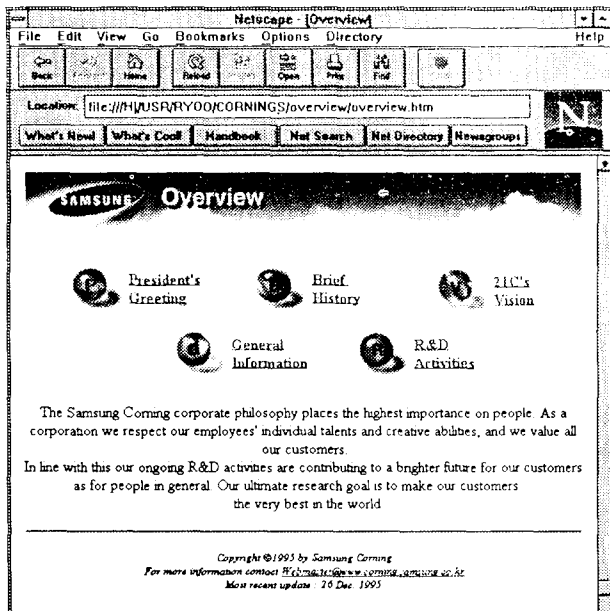 Netscape - [Overview]
File Edit View Go Bookmarks Options Directory Help
Back Home Reload Open Print Find
Location: file:///H|/USR/RYOO/CORNINGS/overview/overview.htm
What's New! What's Cool! Handbook Net Search Net Directory Newsgroups
N
SAMSUNG Overview
President's Greeting
Brief History
21C's Vision
General Information
R&D Activities
The Samsung Corning corporate philosophy places the highest importance on people. As a
corporation we respect our employees' individual talents and creative abilities, and we value all
our customers.
In line with this our ongoing R&D activities are contributing to a brighter future for our customers
as for people in general. Our ultimate research goal is to make our customers
the very best in the world
Copyright ©1995 by Samsung Corning
For more information contact Webmaster@www.corning.samsung.co.kr
Most recent update : 26 Dec. 1995